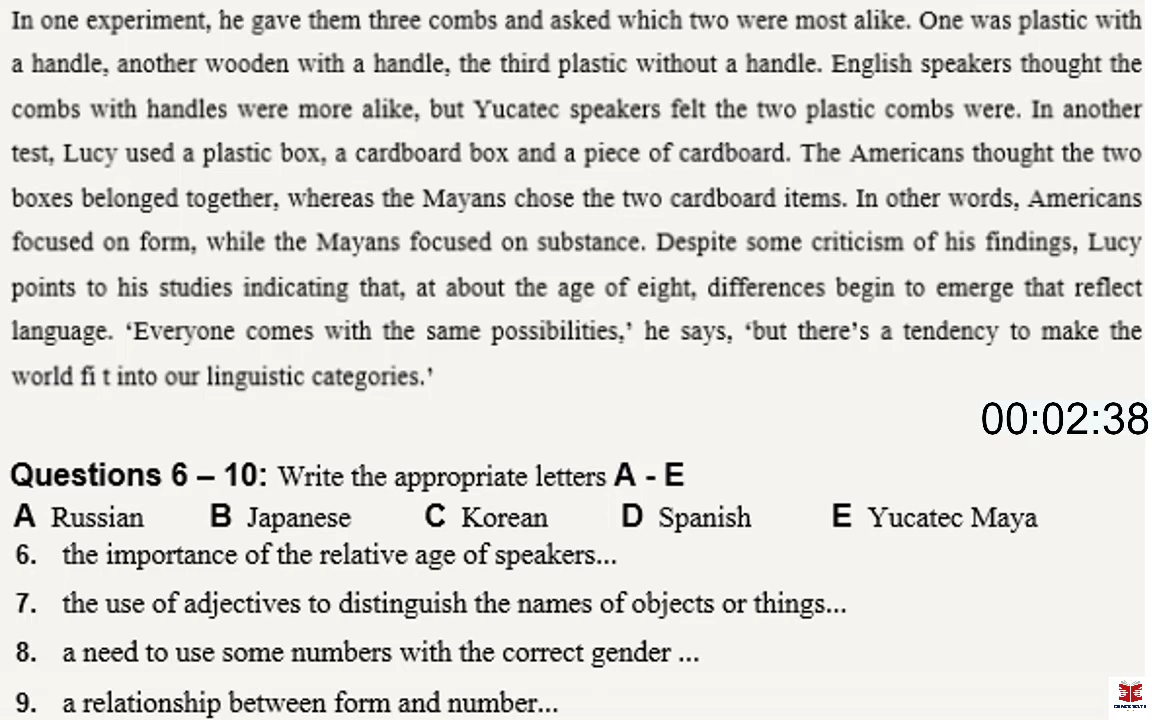 In one experiment, he gave them three combs and asked which two were most alike. One was plastic with
a handle, another wooden with a handle, the third plastic without a handle. English speakers thought the
combs with handles were more alike, but Yucatec speakers felt the two plastic combs were. In another
test, Lucy used a plastic box, a cardboard box and a piece of cardboard. The Americans thought the two
boxes belonged together, whereas the Mayans chose the two cardboard items. In other words, Americans
focused on form, while the Mayans focused on substance. Despite some criticism of his findings, Lucy
points to his studies indicating that, at about the age of eight, differences begin to emerge that reflect
language. ‘Everyone comes with the same possibilities,’ he says, ‘but there’s a tendency to make the
world fi t into our linguistic categories.’
00:02:38
Questions 6 – 10: Write the appropriate letters A - E
A Russian B Japanese C Korean D Spanish E Yucatec Maya
6. the importance of the relative age of speakers...
7. the use of adjectives to distinguish the names of objects or things...
8. a need to use some numbers with the correct gender ...
9. a relationship between form and number...